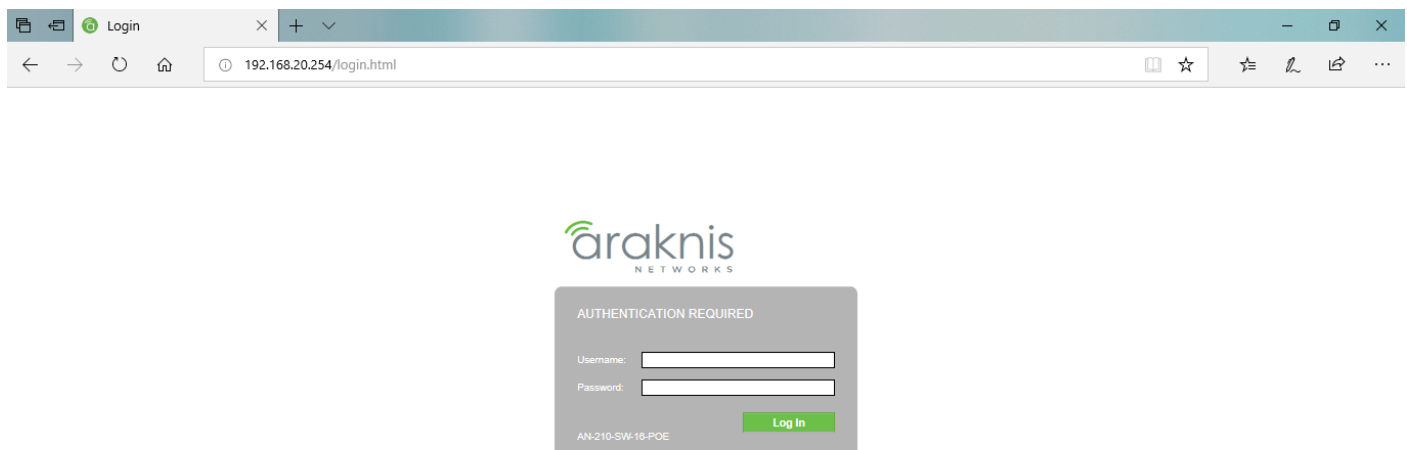 Login
192.168.20.254/login.html
araknis
NETWORKS
AUTHENTICATION REQUIRED
Username:
Password:
Log In
AN-210-SW-16-POE